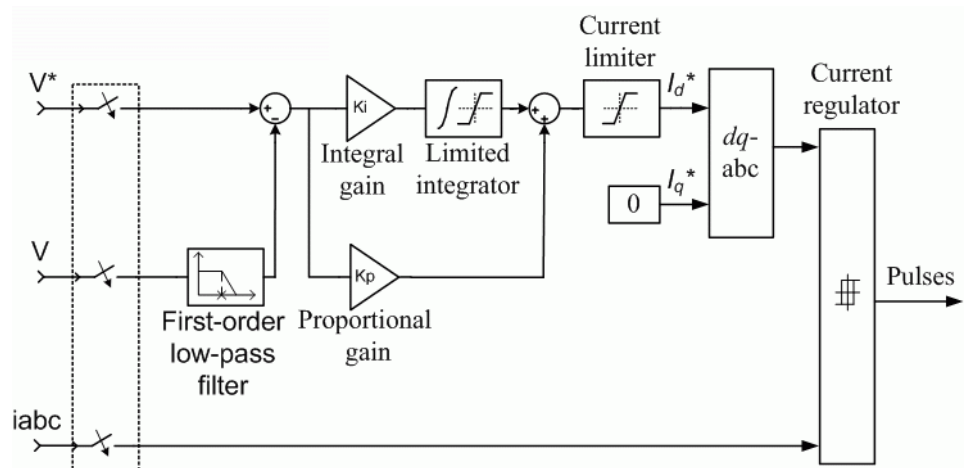 V*
Ki
Integral
gain
Limited
integrator
Current
limiter
Id*
Iq*
0
dq-
abc
Current
regulator
V
First-order
low-pass
filter
Kp
Proportional
gain
Pulses
iabc